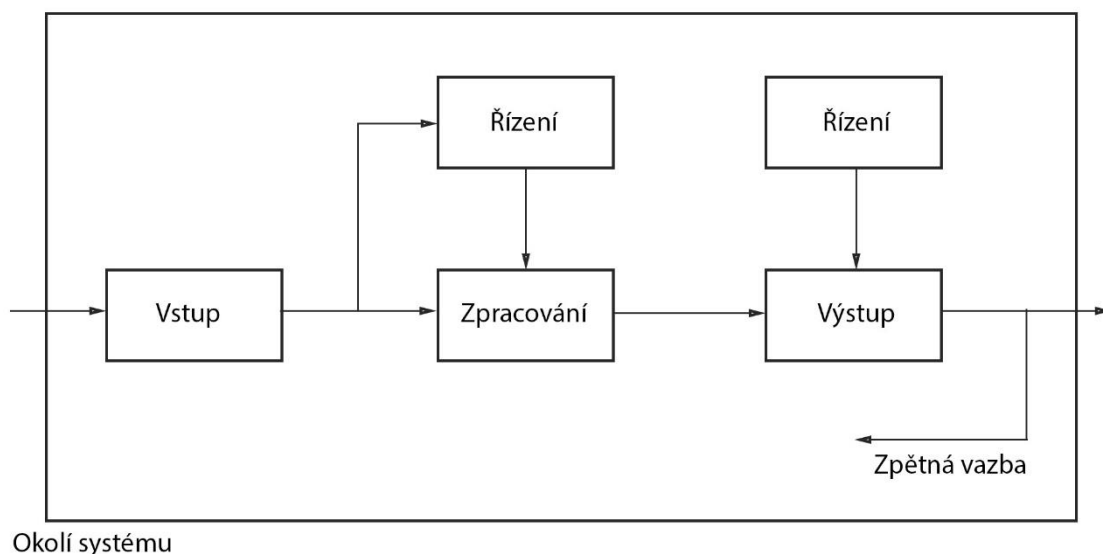 Řízení
Řízení
Vstup
Zpracování
Výstup
Zpětná vazba
Okolí systému